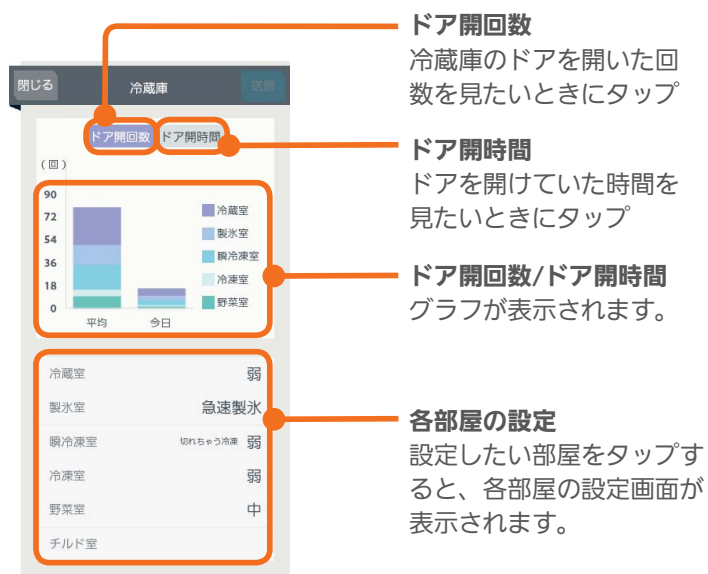 閉じる
冷蔵庫
送信
ドア開回数
ドア開時間
(回)
90
72
54
36
18
0
平均
今日
冷蔵室
製氷室
瞬冷凍室
冷凍室
野菜室
冷蔵室 弱
製氷室 急速製氷
瞬冷凍室 切れちゃう冷凍 弱
冷凍室 弱
野菜室 中
チルド室
ドア開回数
冷蔵庫のドアを開いた回
数を見たいときにタップ
ドア開時間
ドアを開けていた時間を
見たいときにタップ
ドア開回数/ドア開時間
グラフが表示されます。
各部屋の設定
設定したい部屋をタップす
ると、各部屋の設定画面が
表示されます。